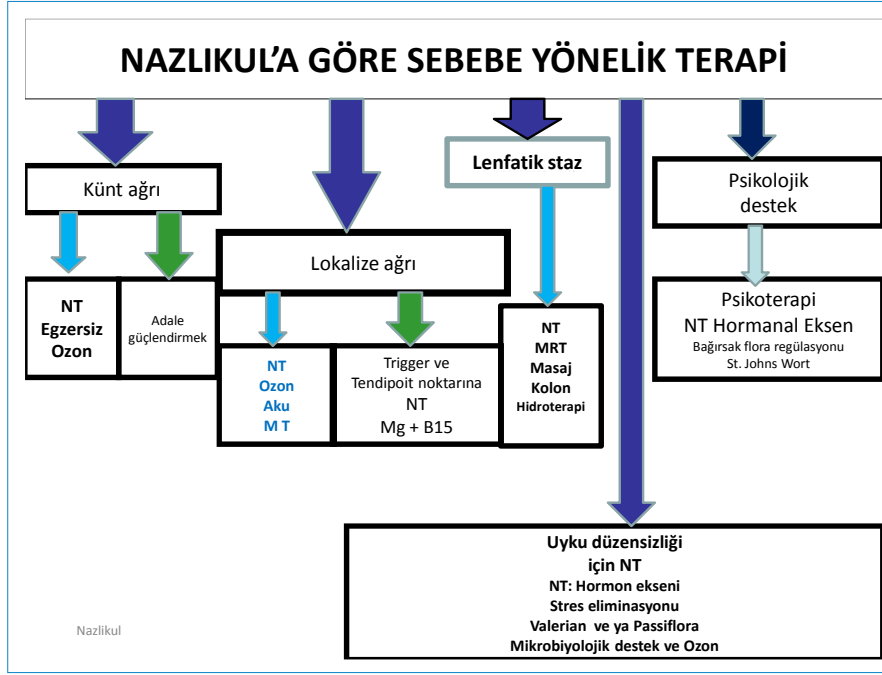 NAZLIKUL'A GÖRE SEBEBE YÖNELİK TERAPİ
Künt ağrı
NT
Egzersiz
Ozon
Adale
güçlendirmek
Lokalize ağrı
NT
Ozon
Aku
M T
Trigger ve
Tendipoit noktarına
NT
Mg + B15
Lenfatik staz
NT
MRT
Masaj
Kolon
Hidroterapi
Psikolojik
destek
Psikoterapi
NT Hormanal Eksen
Bağırsak flora regülasyonu
St. Johns Wort
Uyku düzensizliği
için NT
NT: Hormon ekseni
Stres eliminasyonu
Valerian ve ya Passiflora
Mikrobiyolojik destek ve Ozon
Nazlikul